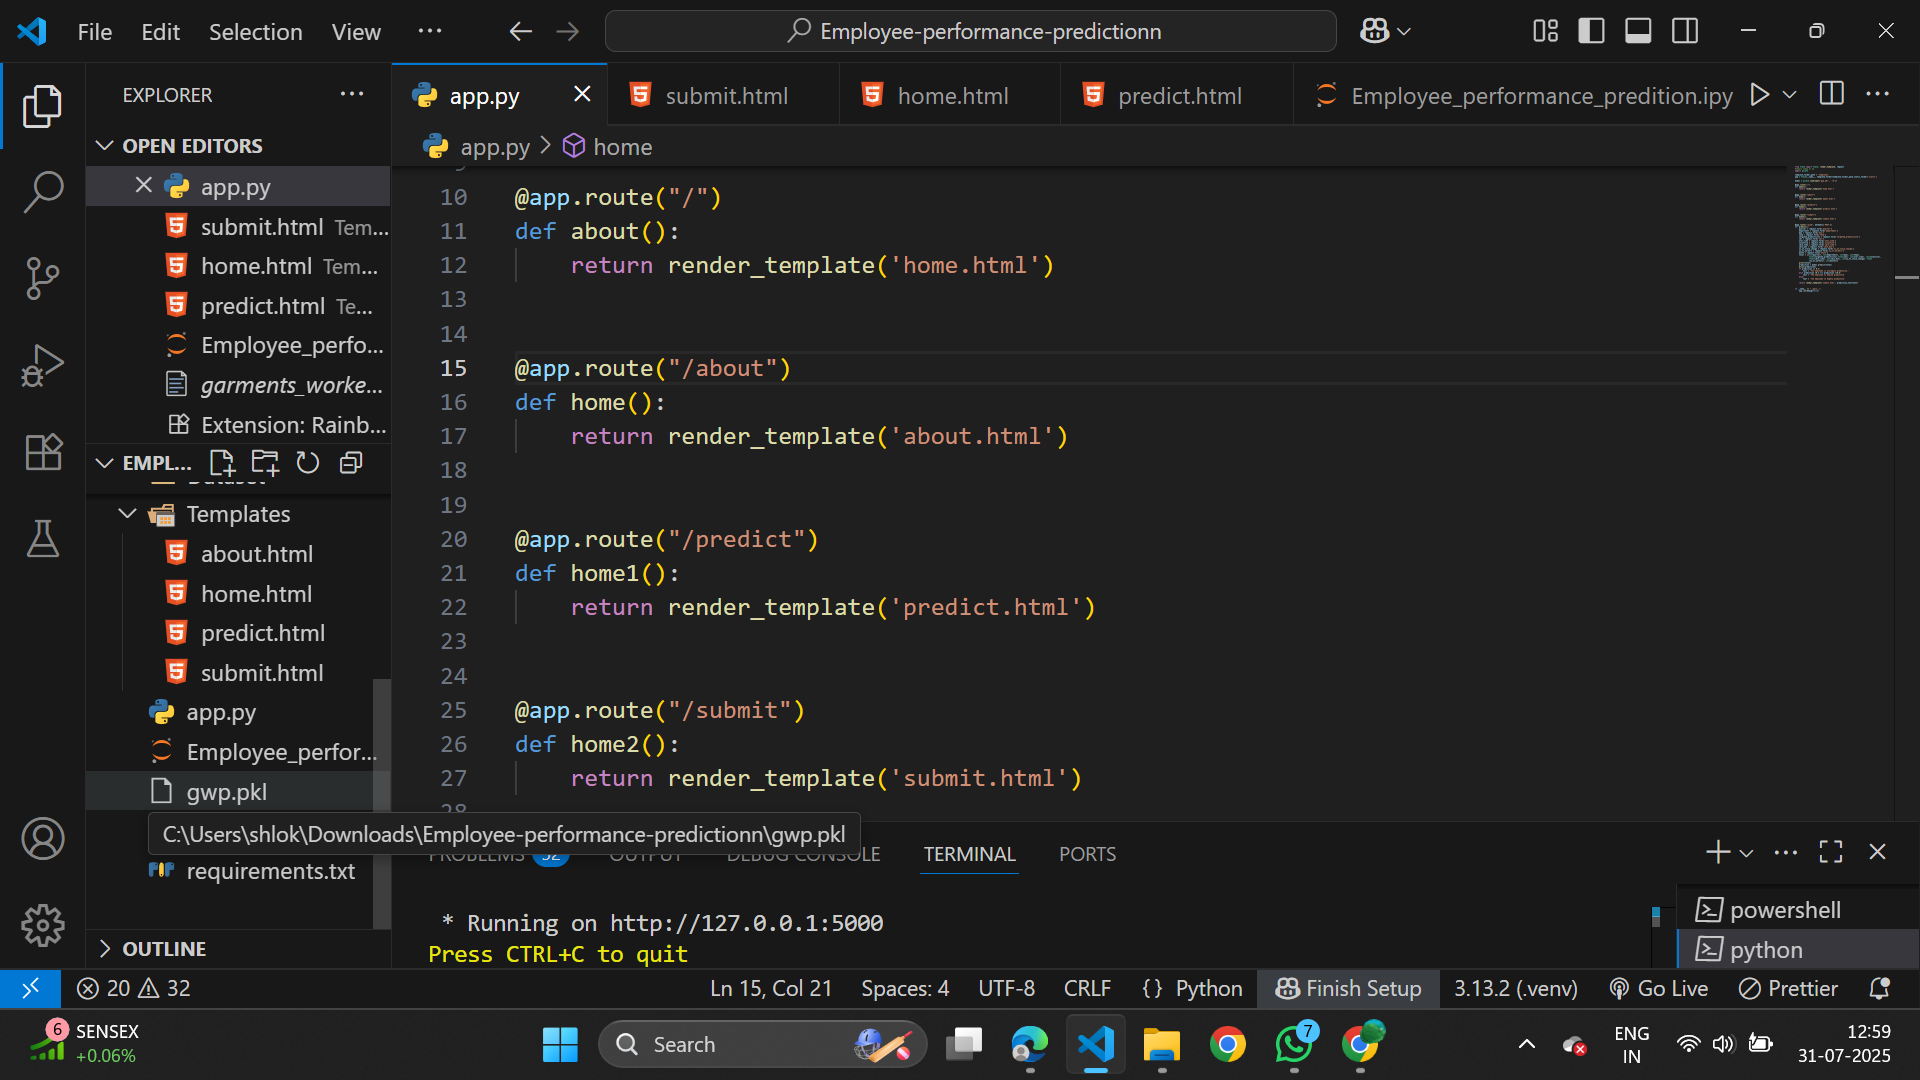 File Edit Selection View ···
Employee-performance-predictionn
EXPLORER
OPEN EDITORS
app.py
submit.html Tem...
home.html Tem...
predict.html Te...
Employee_perfo...
garments_worke...
Extension: Rainb...
EMPL...
Dataset
Templates
about.html
home.html
predict.html
submit.html
app.py
Employee_perfor...
gwp.pkl
C:\Users\shlok\Downloads\Employee-performance-predictionn\gwp.pkl
requirements.txt
OUTLINE
app.py submit.html home.html predict.html Employee_performance_predition.ipy
app.py > home
10 @app.route("/")
11 def about():
12 return render_template('home.html')
13
14
15 @app.route("/about")
16 def home():
17 return render_template('about.html')
18
19
20 @app.route("/predict")
21 def home1():
22 return render_template('predict.html')
23
24
25 @app.route("/submit")
26 def home2():
27 return render_template('submit.html')
28
PROBLEMS 52 OUTPUT DEBUG CONSOLE TERMINAL PORTS
* Running on http://127.0.0.1:5000
Press CTRL+C to quit
powershell
python
20 32 Ln 15, Col 21 Spaces: 4 UTF-8 CRLF {} Python Finish Setup 3.13.2 (.venv) Go Live Prettier
6 SENSEX
+0.06%
Search
7
ENG
IN
12:59
31-07-2025